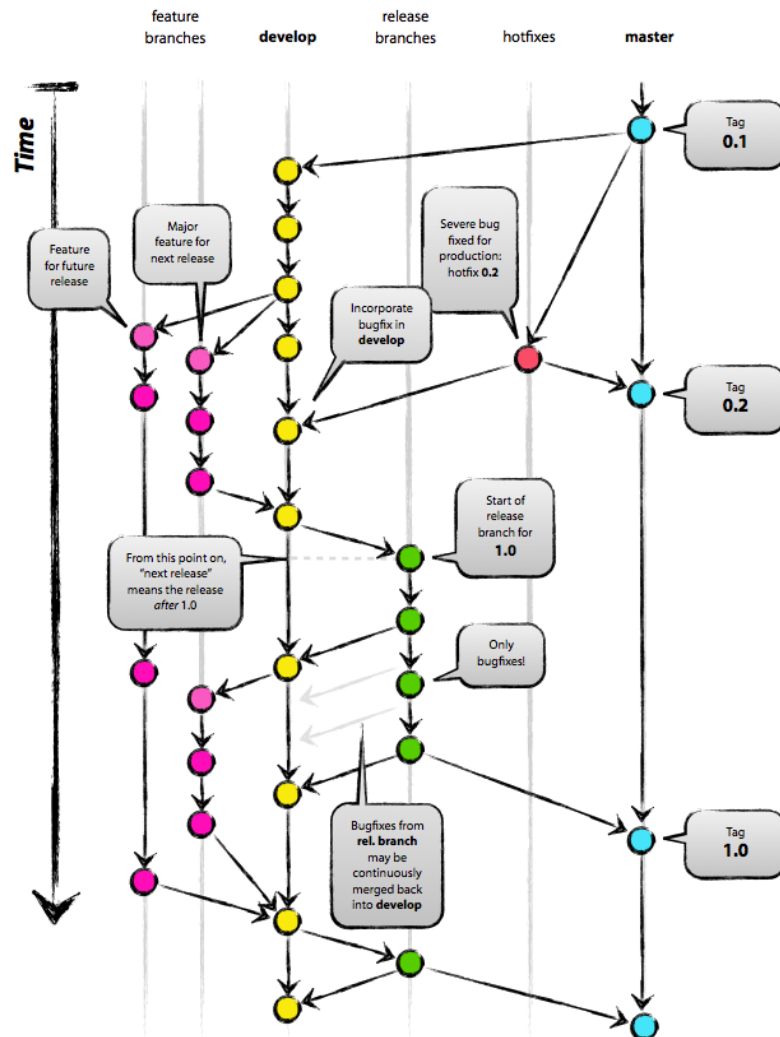 feature
branches
develop
release
branches
hotfixes
master
Time
Tag
0.1
Major
feature for
next release
Severe bug
fixed for
production:
hotfix 0.2
Feature
for future
release
Incorporate
bugfix in
develop
Tag
0.2
Start of
release
branch for
1.0
From this point on,
“next release”
means the release
after 1.0
Only
bugfixes!
Bugfixes from
rel. branch
may be
continuously
merged back
into develop
Tag
1.0